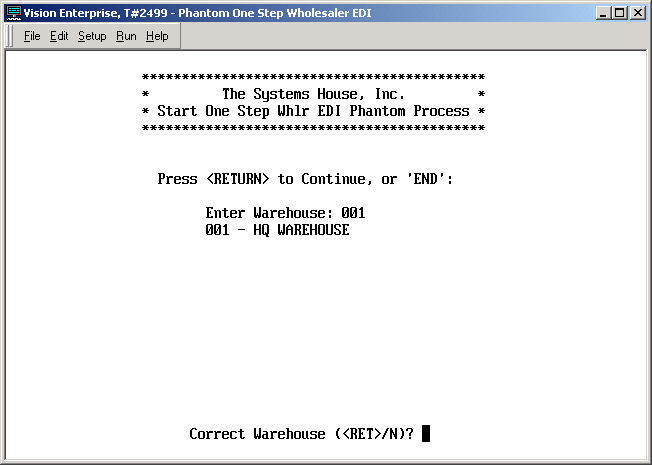 Vision Enterprise, T#2499 - Phantom One Step Wholesaler EDI
File Edit Setup Run Help
*******************************************
* The Systems House, Inc. *
* Start One Step Whlr EDI Phantom Process *
*******************************************
Press <RETURN> to Continue, or 'END':
Enter Warehouse: 001
001 - HQ WAREHOUSE
Correct Warehouse (<RET>/N)?